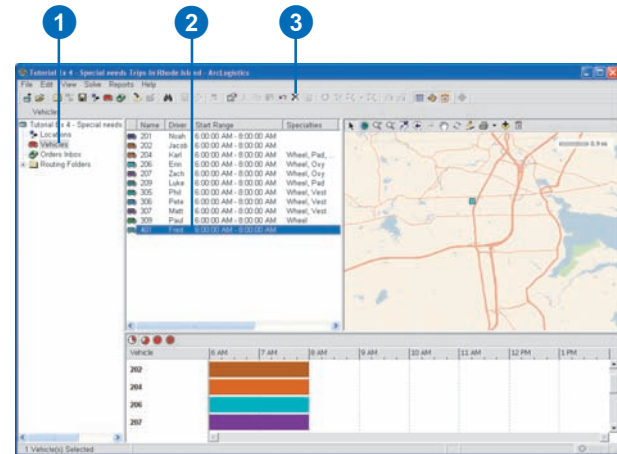 1 2 3
Tutorial Ex 4 - Special needs Trips in Rhode Island - ArcLogistics
File Edit View Solve Reports Help
Vehicle
Tutorial Ex 4 - Special needs
Locations
Vehicles
Orders Inbox
Routing Folders
Name Driver Start Range Specialties
201 Noah 6:00:00 AM - 9:00:00 AM
202 Jacob 6:00:00 AM - 8:00:00 AM
204 Karl 6:00:00 AM - 8:00:00 AM Wheel, Pad, ...
206 Erin 6:00:00 AM - 8:00:00 AM Wheel, Oxy
207 Zach 6:00:00 AM - 8:00:00 AM Wheel, Oxy
209 Luke 6:00:00 AM - 8:00:00 AM Wheel, Pad
305 Phil 6:00:00 AM - 8:00:00 AM Wheel, Vest
306 Pete 6:00:00 AM - 8:00:00 AM Wheel, Vest
307 Matt 6:00:00 AM - 8:00:00 AM Wheel, Vest
309 Paul 6:00:00 AM - 8:00:00 AM Wheel
401 Fred 6:00:00 AM - 8:00:00 AM
0.9 mi
Vehicle 6 AM 7 AM 8 AM 9 AM 10 AM 11 AM 12 PM 1 PM
202
204
206
207
1 Vehicle(s) Selected